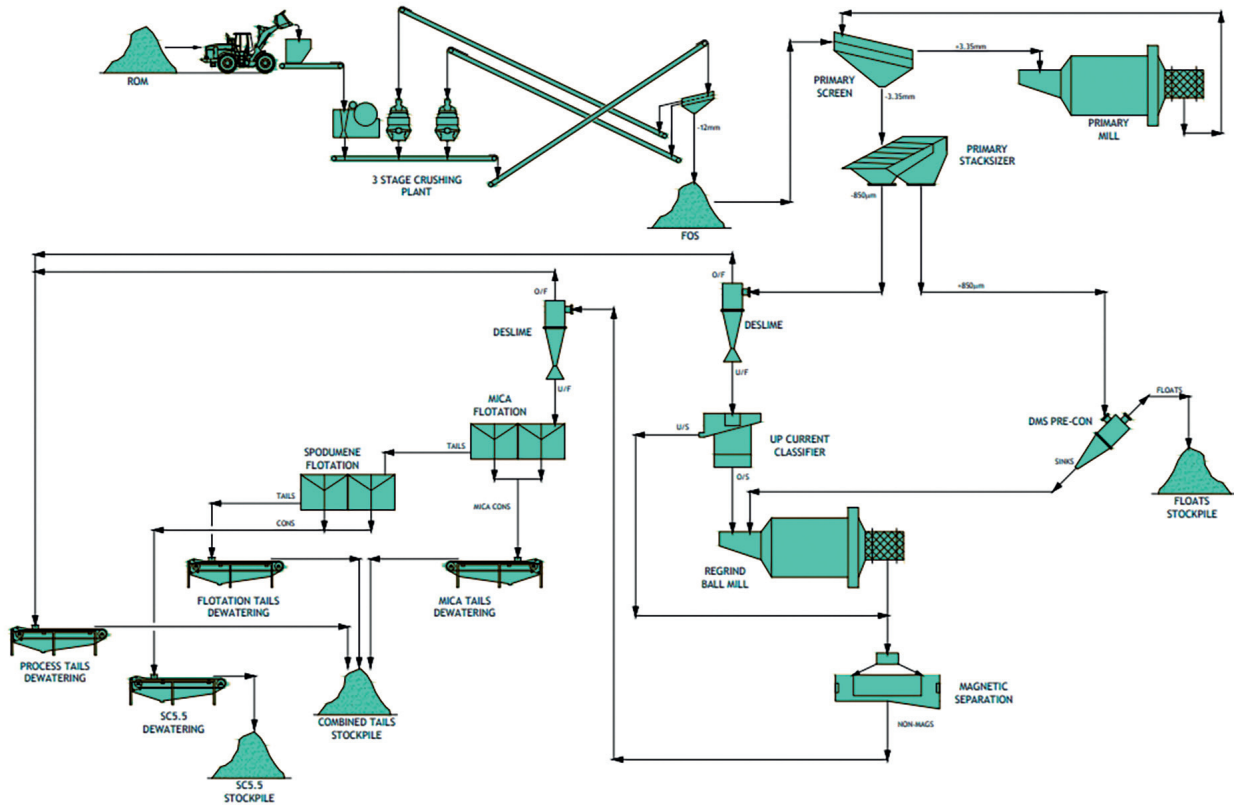 ROM
3 STAGE CRUSHING
PLANT
-12mm
FOS
PRIMARY
SCREEN
+3.35mm
-3.35mm
PRIMARY
MILL
PRIMARY
STACKSIZER
-850µm
+850µm
O/F
DESLIME
U/F
O/F
DESLIME
U/F
MICA
FLOTATION
TAILS
SPODUMENE
FLOTATION
TAILS
CONS
MICA CONS
U/S
UP CURRENT
CLASSIFIER
O/S
DMS PRE-CON
FLOATS
SINKS
FLOATS
STOCKPILE
REGRIND
BALL MILL
FLOTATION TAILS
DEWATERING
MICA TAILS
DEWATERING
PROCESS TAILS
DEWATERING
SC5.5
DEWATERING
COMBINED TAILS
STOCKPILE
SC5.5
STOCKPILE
MAGNETIC
SEPARATION
NON-MAGS